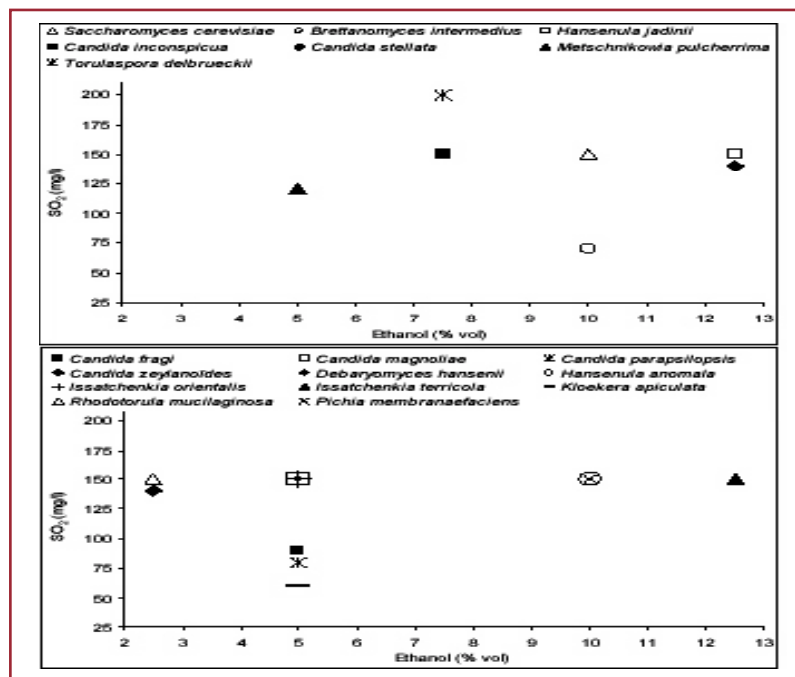 Saccharomyces cerevisiae Brettanomyces intermedius Hansenula jadinii
Candida inconspicua Candida stellata Metschnikowia pulcherrima
Torulaspora delbrueckii
200
175
150
125
100
75
50
25
SO₂ (mg/l)
2 3 4 5 6 7 8 9 10 11 12 13
Ethanol (% vol)
Candida fragi Candida magnoliae Candida parapsilopsis
Candida zeylanoïdes Debaryomyces hansenii Hansenula anomala
Issatchenkia orientalis Issatchenkia terricola Kloekera apiculata
Rhodotorula mucilaginosa Pichia membranaefaciens
200
175
150
125
100
75
50
25
SO₂ (mg/l)
2 3 4 5 6 7 8 9 10 11 12 13
Ethanol (% vol)